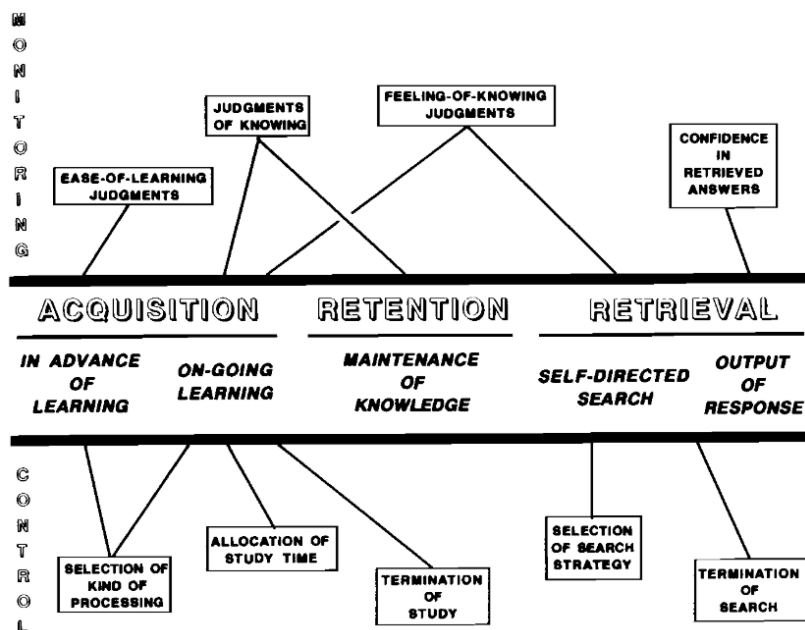 MONITORING
JUDGMENTS
OF KNOWING
FEELING-OF-KNOWING
JUDGMENTS
CONFIDENCE
IN
RETRIEVED
ANSWERS
EASE-OF-LEARNING
JUDGMENTS
ACQUISITION
RETENTION
RETRIEVAL
IN ADVANCE
OF
LEARNING
ON-GOING
LEARNING
MAINTENANCE
OF
KNOWLEDGE
SELF-DIRECTED
SEARCH
OUTPUT
OF
RESPONSE
CONTROL
SELECTION OF
KIND OF
PROCESSING
ALLOCATION OF
STUDY TIME
TERMINATION
OF
STUDY
SELECTION
OF SEARCH
STRATEGY
TERMINATION
OF
SEARCH